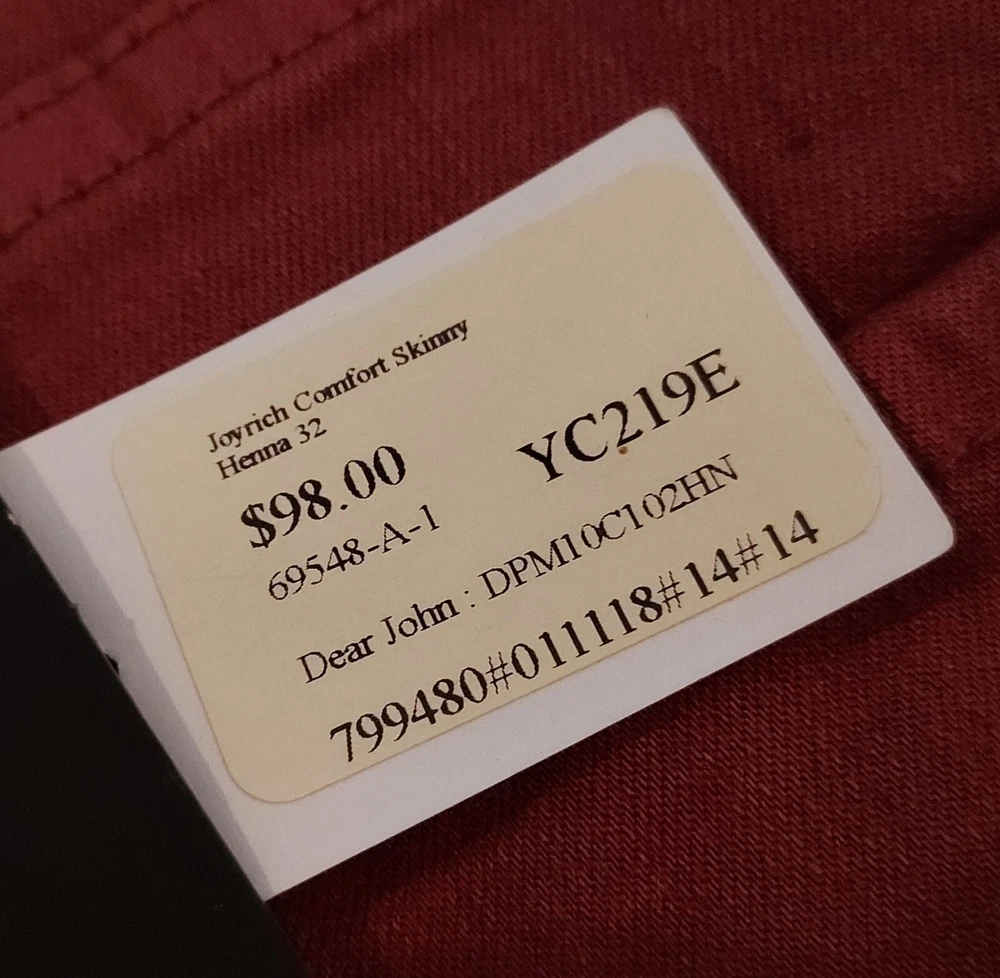 Joyrich Comfort Skinny
Henna 32
$98.00
YC219E
69548-A-1
Dear John : DPM10C102HN
799480#011118#14#14